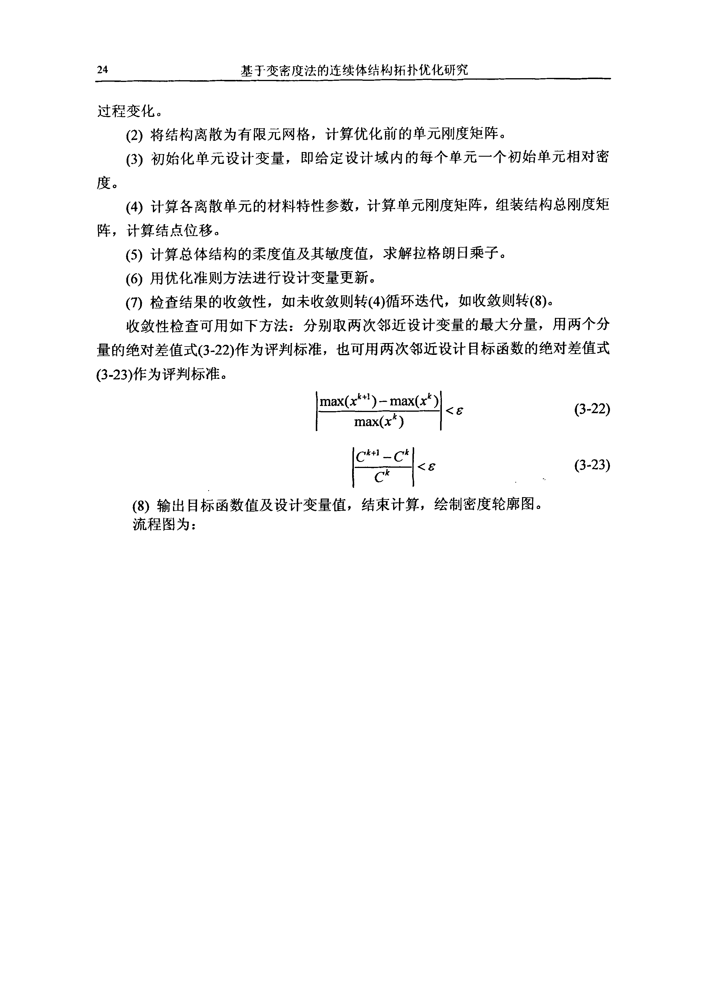 24 基于变密度法的连续体结构拓扑优化研究
过程变化。
(2) 将结构离散为有限元网格，计算优化前的单元刚度矩阵。
(3) 初始化单元设计变量，即给定设计域内的每个单元一个初始单元相对密
度。
(4) 计算各离散单元的材料特性参数，计算单元刚度矩阵，组装结构总刚度矩
阵，计算结点位移。
(5) 计算总体结构的柔度值及其敏度值，求解拉格朗日乘子。
(6) 用优化准则方法进行设计变量更新。
(7) 检查结果的收敛性，如未收敛则转(4)循环迭代，如收敛则转(8)。
收敛性检查可用如下方法：分别取两次邻近设计变量的最大分量，用两个分
量的绝对差值式(3-22)作为评判标准，也可用两次邻近设计目标函数的绝对差值式
(3-23)作为评判标准。
|max(x^{k+1}) - max(x^k) / max(x^k)| < ε (3-22)
|C^{k+1} - C^k / C^k| < ε (3-23)
(8) 输出目标函数值及设计变量值，结束计算，绘制密度轮廓图。
流程图为：